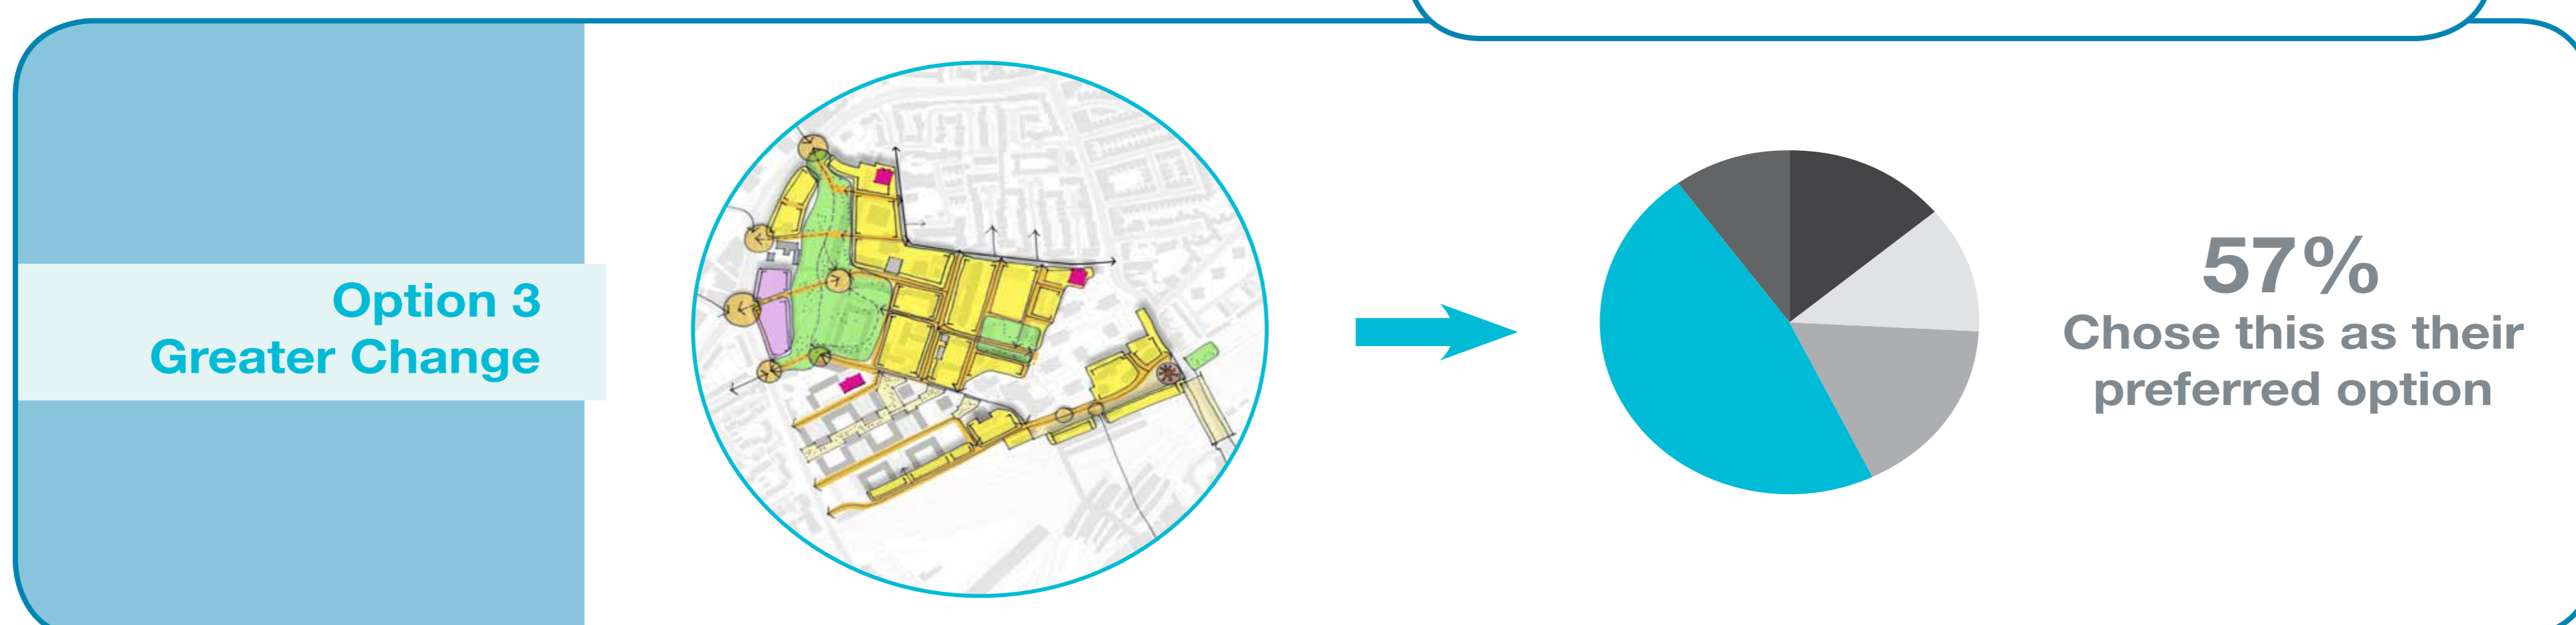 Option 3
Greater Change
57%
Chose this as their
preferred option